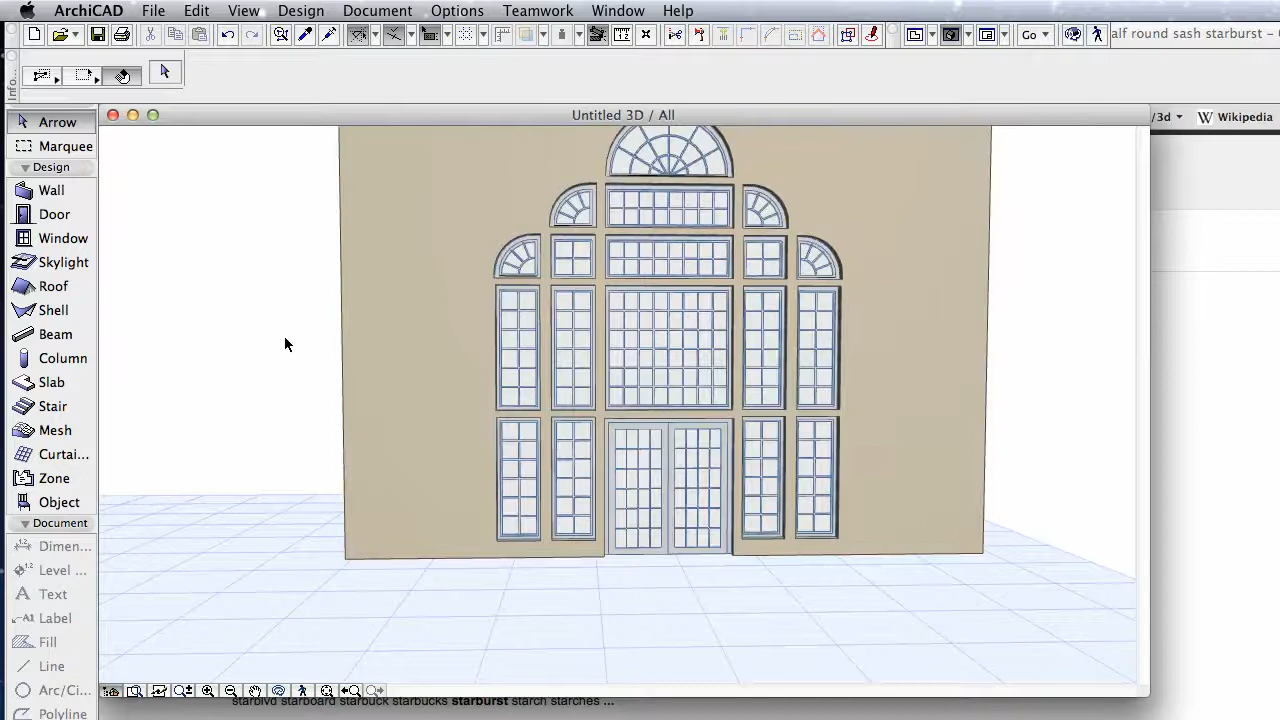 ArchiCAD File Edit View Design Document Options Teamwork Window Help
Go
alf round sash starburst -
Info...
Untitled 3D / All
/3d
Wikipedia
Arrow
Marquee
Design
Wall
Door
Window
Skylight
Roof
Shell
Beam
Column
Slab
Stair
Mesh
Curtai...
Zone
Object
Document
Dimen...
Level ...
Text
A1 Label
Fill
Line
Arc/Ci...
Polyline
starblvd starboard starbuck starbucks starburst starch starches ...